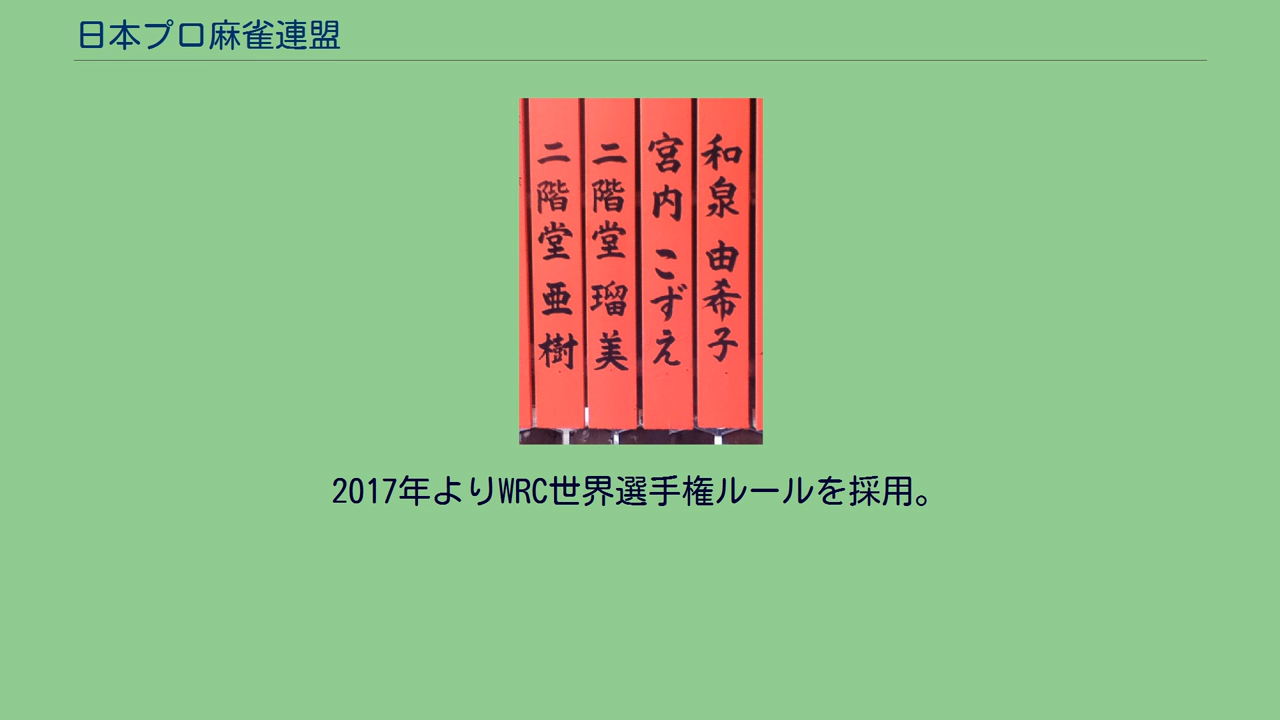 日本プロ麻雀連盟
和泉 由希子
宮内 こずえ
二階堂 瑠美
二階堂 亜樹
2017年よりWRC世界選手権ルールを採用。